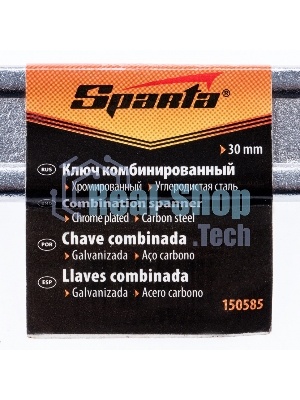 Sparta®
30 mm
RUS Ключ комбинированный
Хромированный Углеродистая сталь
Combination spanner
Chrome plated Carbon steel
POR Chave combinada
Galvanizada Aço carbono
ESP Llaves combinada
Galvanizada Acero carbono
150585
.Tech